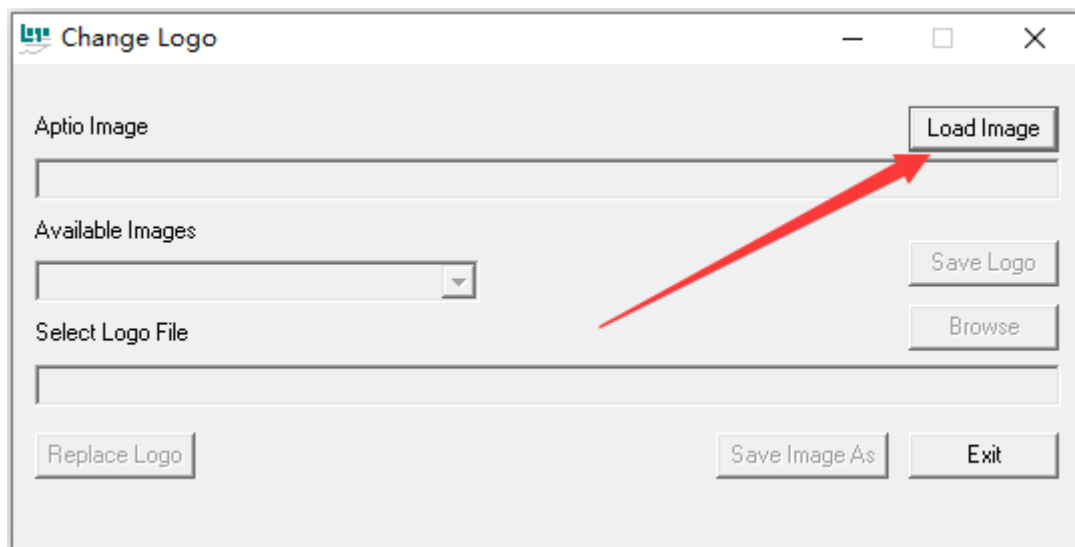 Change Logo
Aptio Image
Load Image
Available Images
Save Logo
Browse
Select Logo File
Replace Logo
Save Image As
Exit